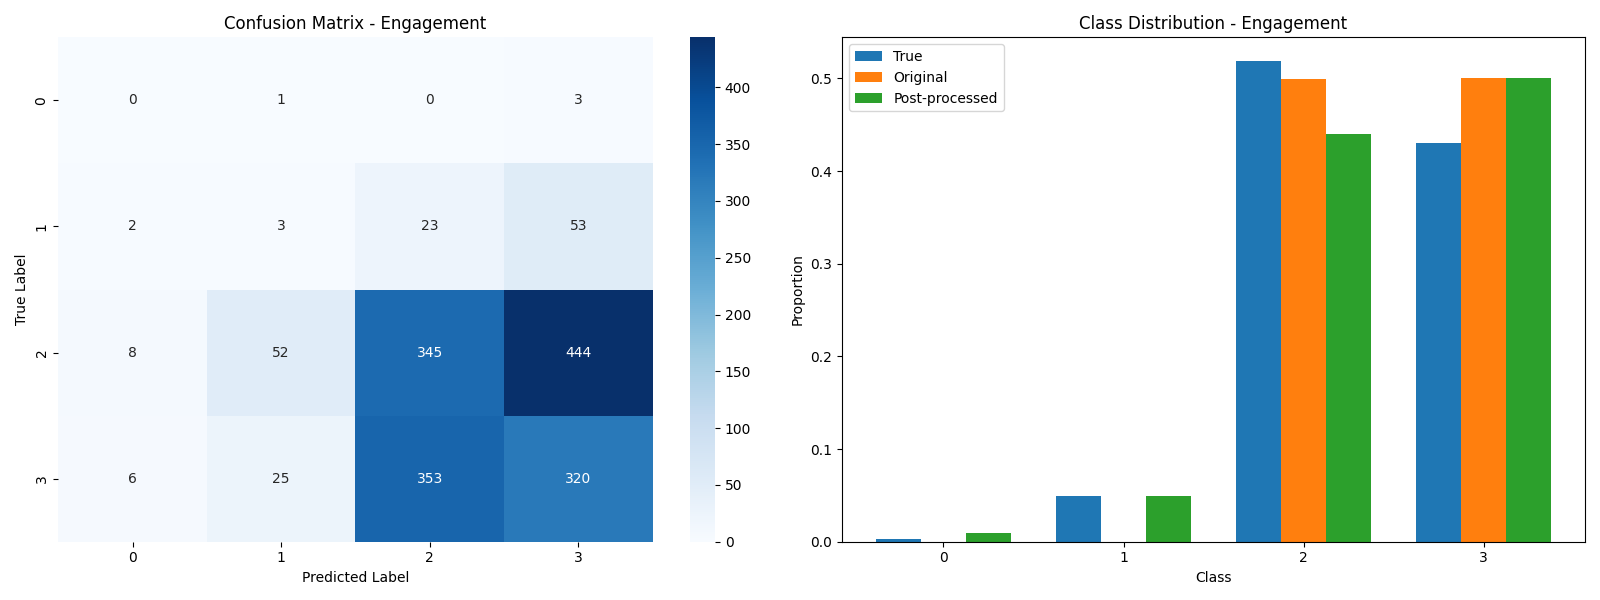 Confusion Matrix - Engagement
True Label
0 0 1 0 3
1 2 3 23 53
2 8 52 345 444
3 6 25 353 320
0 1 2 3
Predicted Label
400
350
300
250
200
150
100
50
0
Class Distribution - Engagement
True
Original
Post-processed
Proportion
0.5
0.4
0.3
0.2
0.1
0.0
0 1 2 3
Class